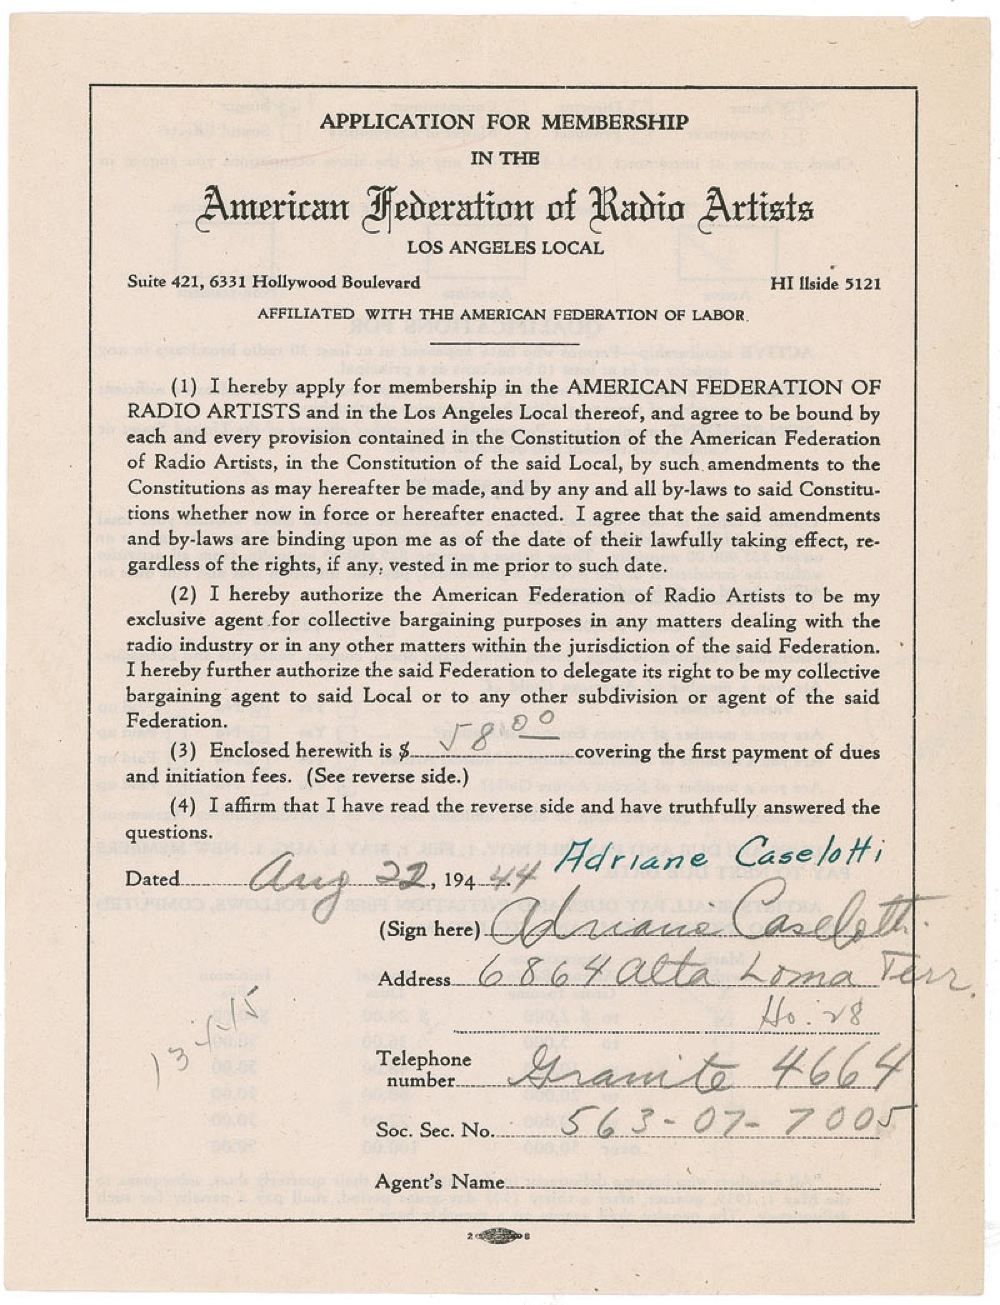 APPLICATION FOR MEMBERSHIP
IN THE
American Federation of Radio Artists
LOS ANGELES LOCAL
Suite 421, 6331 Hollywood Boulevard HI llside 5121
AFFILIATED WITH THE AMERICAN FEDERATION OF LABOR.
(1) I hereby apply for membership in the AMERICAN FEDERATION OF
RADIO ARTISTS and in the Los Angeles Local thereof, and agree to be bound by
each and every provision contained in the Constitution of the American Federation
of Radio Artists, in the Constitution of the said Local, by such amendments to the
Constitutions as may hereafter be made, and by any and all by-laws to said Constitu-
tions whether now in force or hereafter enacted. I agree that the said amendments
and by-laws are binding upon me as of the date of their lawfully taking effect, re-
gardless of the rights, if any, vested in me prior to such date.
(2) I hereby authorize the American Federation of Radio Artists to be my
exclusive agent for collective bargaining purposes in any matters dealing with the
radio industry or in any other matters within the jurisdiction of the said Federation.
I hereby further authorize the said Federation to delegate its right to be my collective
bargaining agent to said Local or to any other subdivision or agent of the said
Federation.
(3) Enclosed herewith is $ 58 00 covering the first payment of dues
and initiation fees. (See reverse side.)
(4) I affirm that I have read the reverse side and have truthfully answered the
questions.
Adriane Caselotti
Dated Aug 22, 194 44
(Sign here) Adriane Caselotti
Address 6864 Alta Loma Terr.
Ho. 28
Telephone
number Granite 4664
Soc. Sec. No. 563-07-7005
Agent's Name
2 8